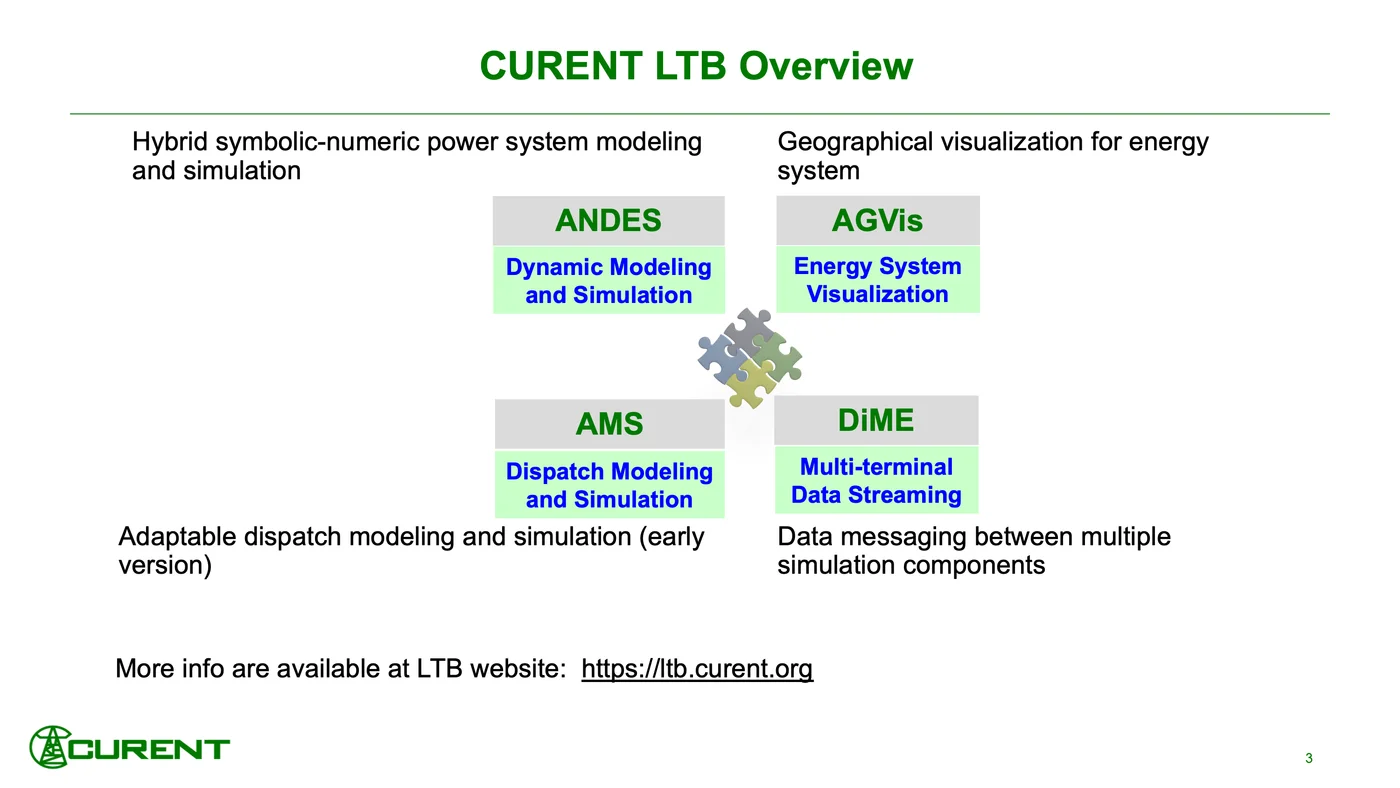 CURENT LTB Overview
Hybrid symbolic-numeric power system modeling
and simulation
Geographical visualization for energy
system
ANDES
Dynamic Modeling
and Simulation
AGVis
Energy System
Visualization
AMS
Dispatch Modeling
and Simulation
DiME
Multi-terminal
Data Streaming
Adaptable dispatch modeling and simulation (early
version)
Data messaging between multiple
simulation components
More info are available at LTB website: https://ltb.curent.org
CURENT
3